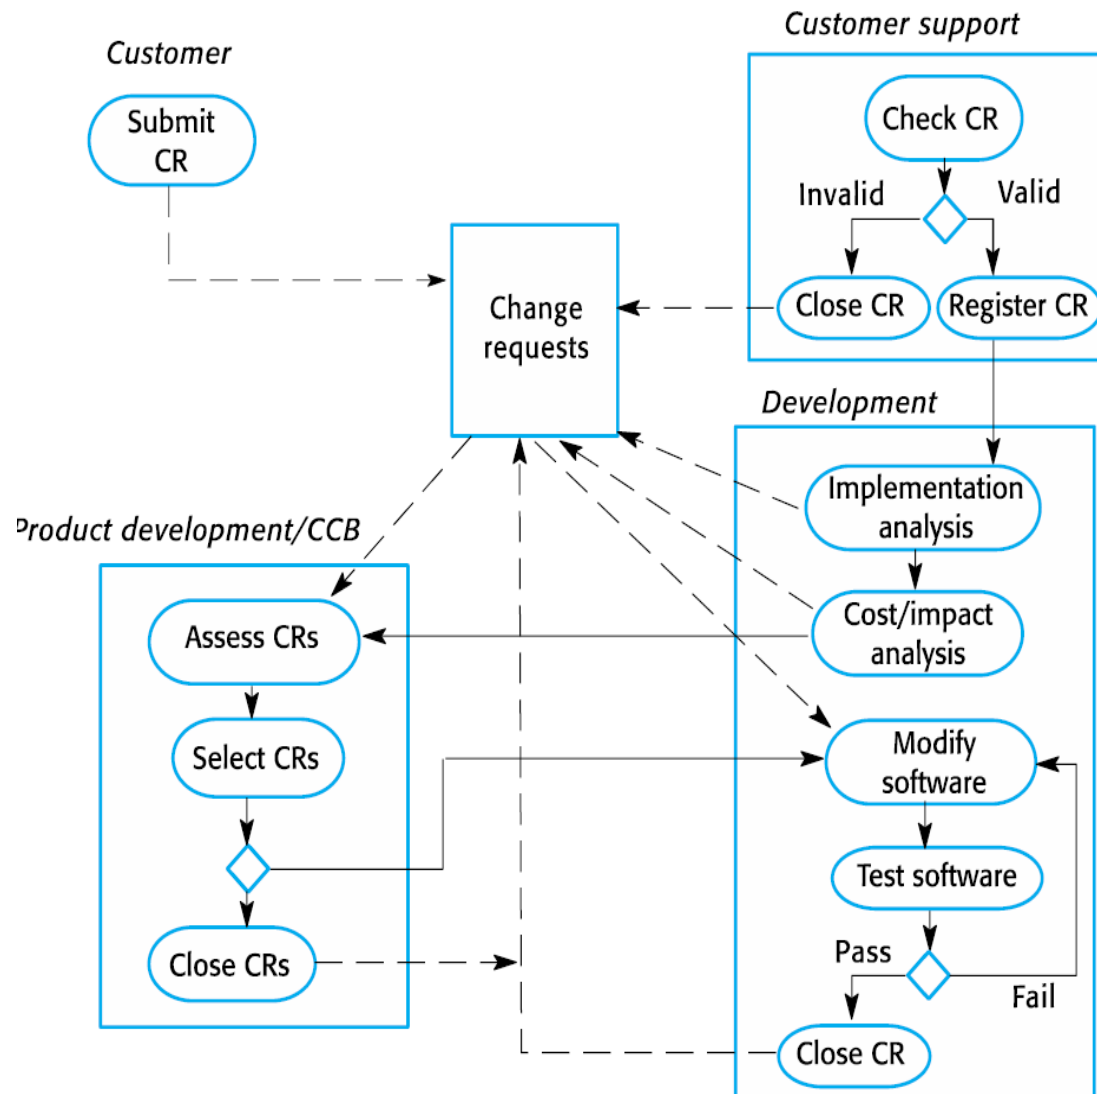 Customer support
Customer
Submit
CR
Check CR
Invalid
Valid
Close CR
Register CR
Change
requests
Development
Implementation
analysis
Product development/CCB
Cost/impact
analysis
Assess CRs
Select CRs
Modify
software
Test software
Close CRs
Pass
Fail
Close CR